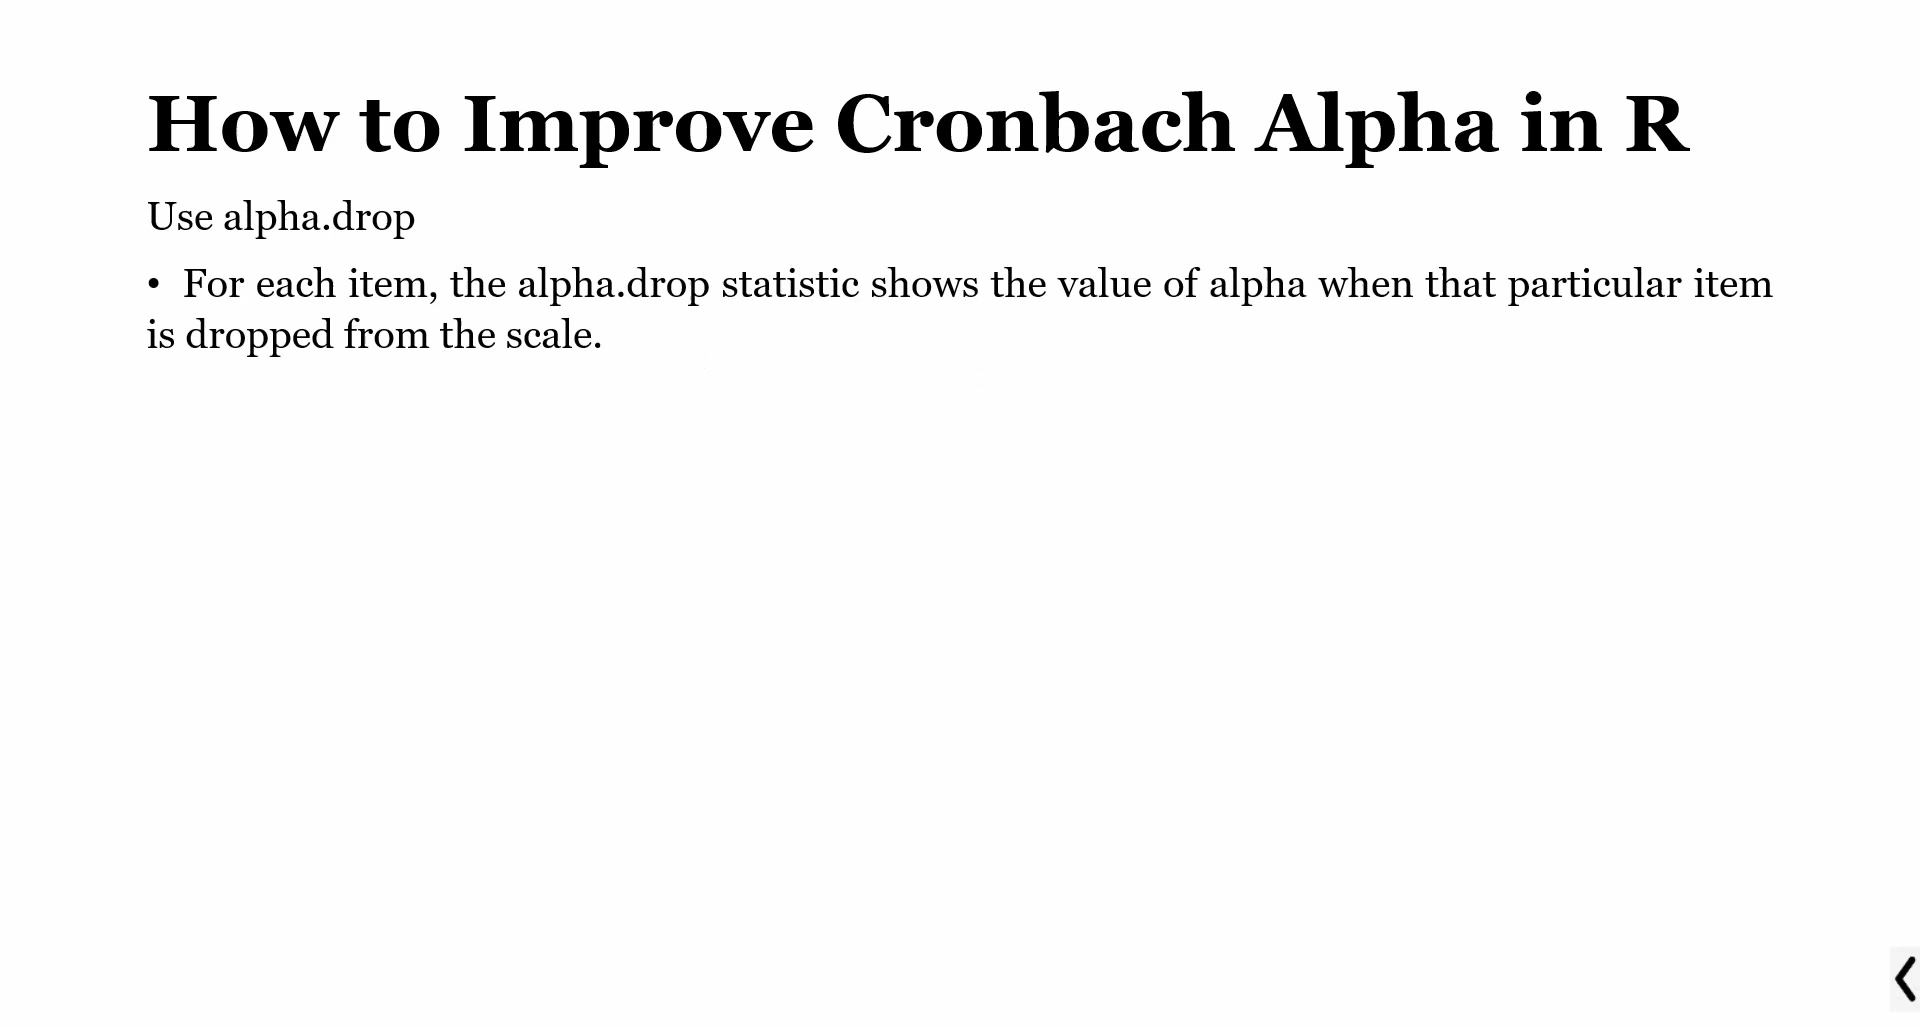 How to Improve Cronbach Alpha in R
Use alpha.drop
• For each item, the alpha.drop statistic shows the value of alpha when that particular item
is dropped from the scale.